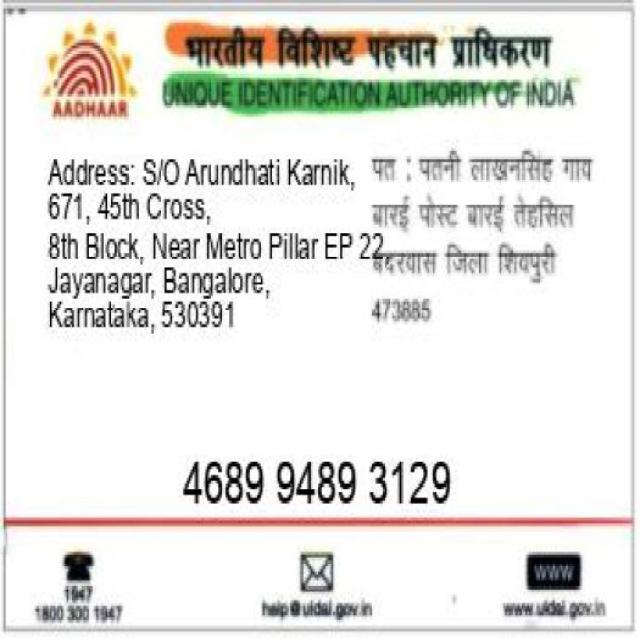 भारतीय विशिष्ट पहचान प्राधिकरण
UNIQUE IDENTIFICATION AUTHORITY OF INDIA
AADHAAR
Address: S/O Arundhati Karnik,
671, 45th Cross,
8th Block, Near Metro Pillar EP 22
Jayanagar, Bangalore,
Karnataka, 530391
पत : पतनी लाखनसिंह गाव
बारई पोस्ट बारई तेहसिल
बदरवास जिला शिवपुरी
473885
4689 9489 3129
1947
1800 300 1947
help@uidai.gov.in
www
www.uidai.gov.in